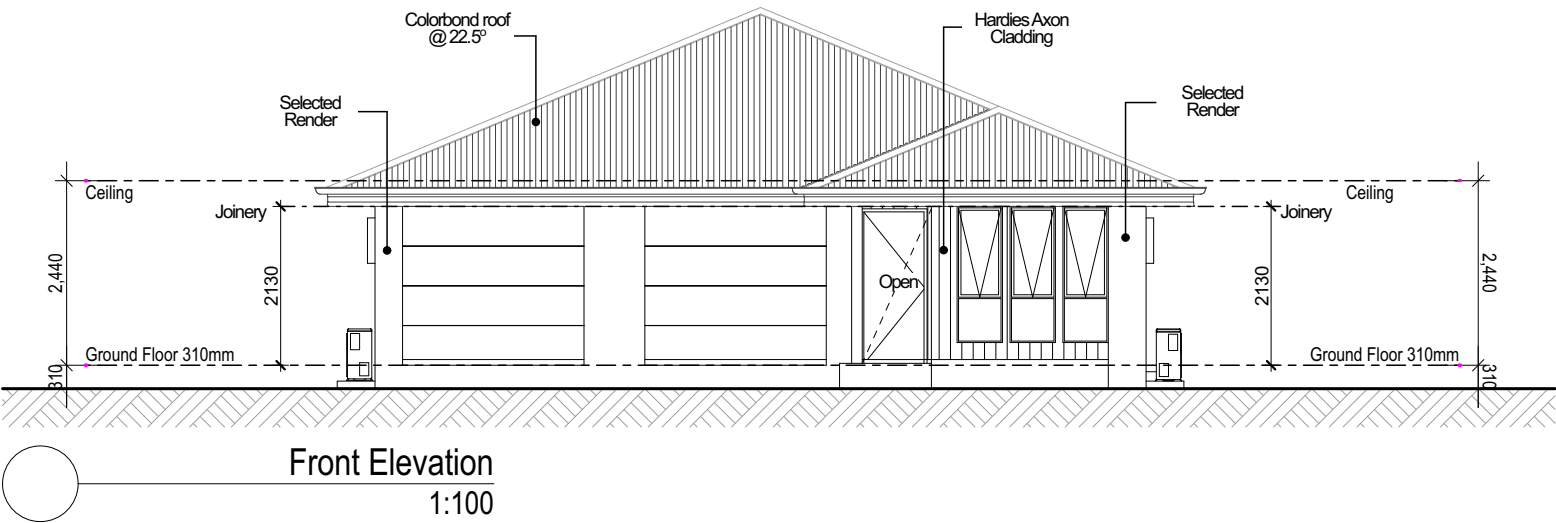 Colorbond roof
@ 22.5º
Hardies Axon
Cladding
Selected
Render
Selected
Render
Ceiling
Ceiling
Joinery
Joinery
2,440
2130
2130
2,440
Open
Ground Floor 310mm
Ground Floor 310mm
310
310
Front Elevation
1:100